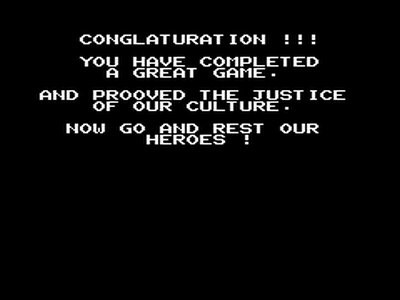 CONGLATURATION !!!
YOU HAVE COMPLETED
A GREAT GAME.
AND PROOVED THE JUSTICE
OF OUR CULTURE.
NOW GO AND REST OUR
HEROES !